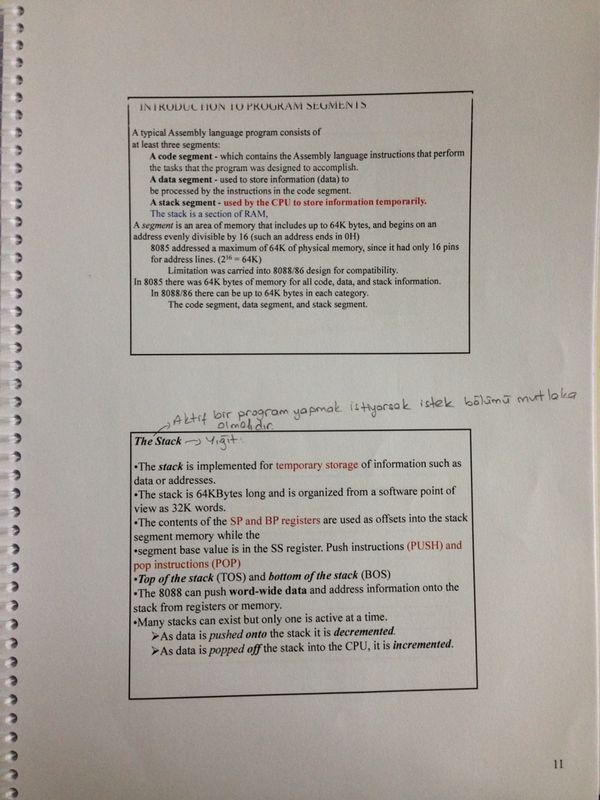 INTRODUCTION TO PROGRAM SEGMENTS
A typical Assembly language program consists of
at least three segments:
A code segment - which contains the Assembly language instructions that perform
the tasks that the program was designed to accomplish.
A data segment - used to store information (data) to
be processed by the instructions in the code segment.
A stack segment - used by the CPU to store information temporarily.
The stack is a section of RAM,
A segment is an area of memory that includes up to 64K bytes, and begins on an
address evenly divisible by 16 (such an address ends in 0H)
8085 addressed a maximum of 64K of physical memory, since it had only 16 pins
for address lines. (2¹⁶ = 64K)
Limitation was carried into 8088/86 design for compatibility.
In 8085 there was 64K bytes of memory for all code, data, and stack information.
In 8088/86 there can be up to 64K bytes in each category.
The code segment, data segment, and stack segment.
Aktif bir program yapmak istiyorsak istek bölümü mutlaka
olmalıdır.
The Stack → Yığıt
•The stack is implemented for temporary storage of information such as
data or addresses.
•The stack is 64KBytes long and is organized from a software point of
view as 32K words.
•The contents of the SP and BP registers are used as offsets into the stack
segment memory while the
•segment base value is in the SS register. Push instructions (PUSH) and
pop instructions (POP)
•Top of the stack (TOS) and bottom of the stack (BOS)
•The 8088 can push word-wide data and address information onto the
stack from registers or memory.
•Many stacks can exist but only one is active at a time.
➢As data is pushed onto the stack it is decremented.
➢As data is popped off the stack into the CPU, it is incremented.
11